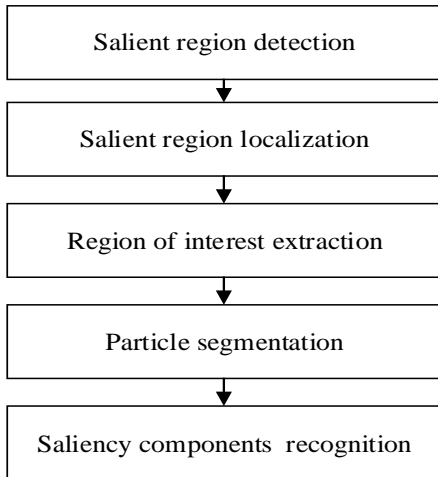 Salient region detection
Salient region localization
Region of interest extraction
Particle segmentation
Saliency components recognition